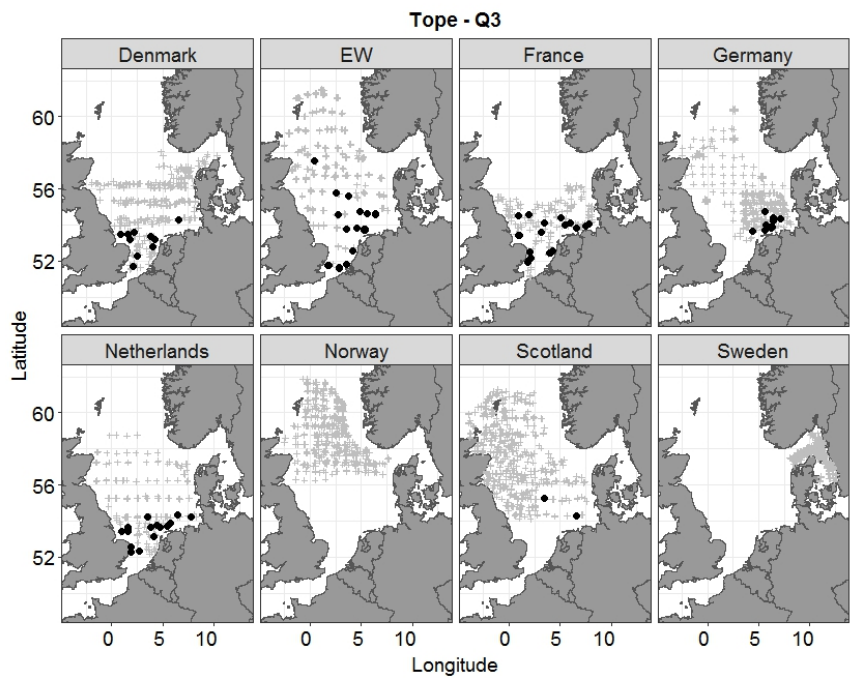 Tope - Q3
Denmark EW France Germany
60
56
52
Latitude
Netherlands Norway Scotland Sweden
60
56
52
0 5 10 0 5 10 0 5 10 0 5 10
Longitude